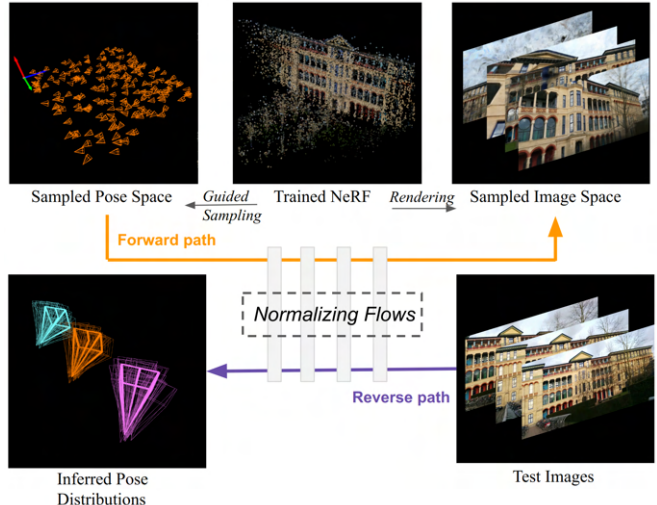 Sampled Pose Space
Guided
Sampling
Trained NeRF
Rendering
Sampled Image Space
Forward path
Normalizing Flows
Reverse path
Inferred Pose
Distributions
Test Images